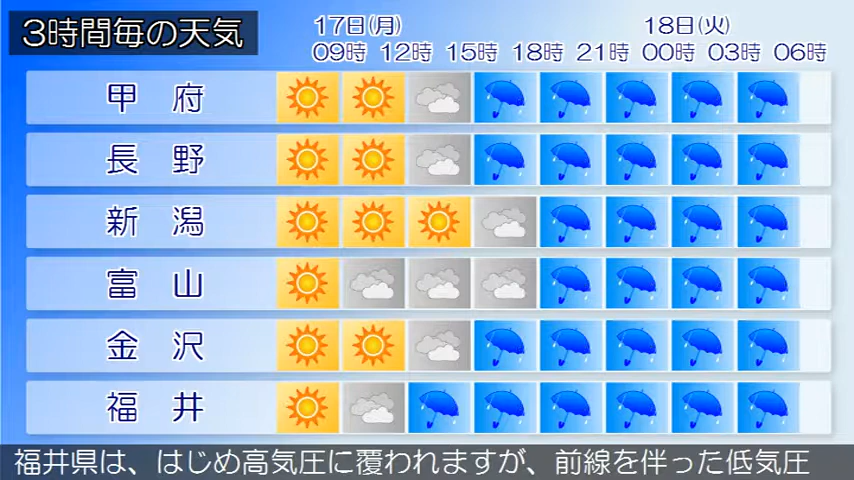 3時間毎の天気
17日(月) 18日(火)
09時 12時 15時 18時 21時 00時 03時 06時
甲 府
長 野
新 潟
富 山
金 沢
福 井
福井県は、はじめ高気圧に覆われますが、前線を伴った低気圧